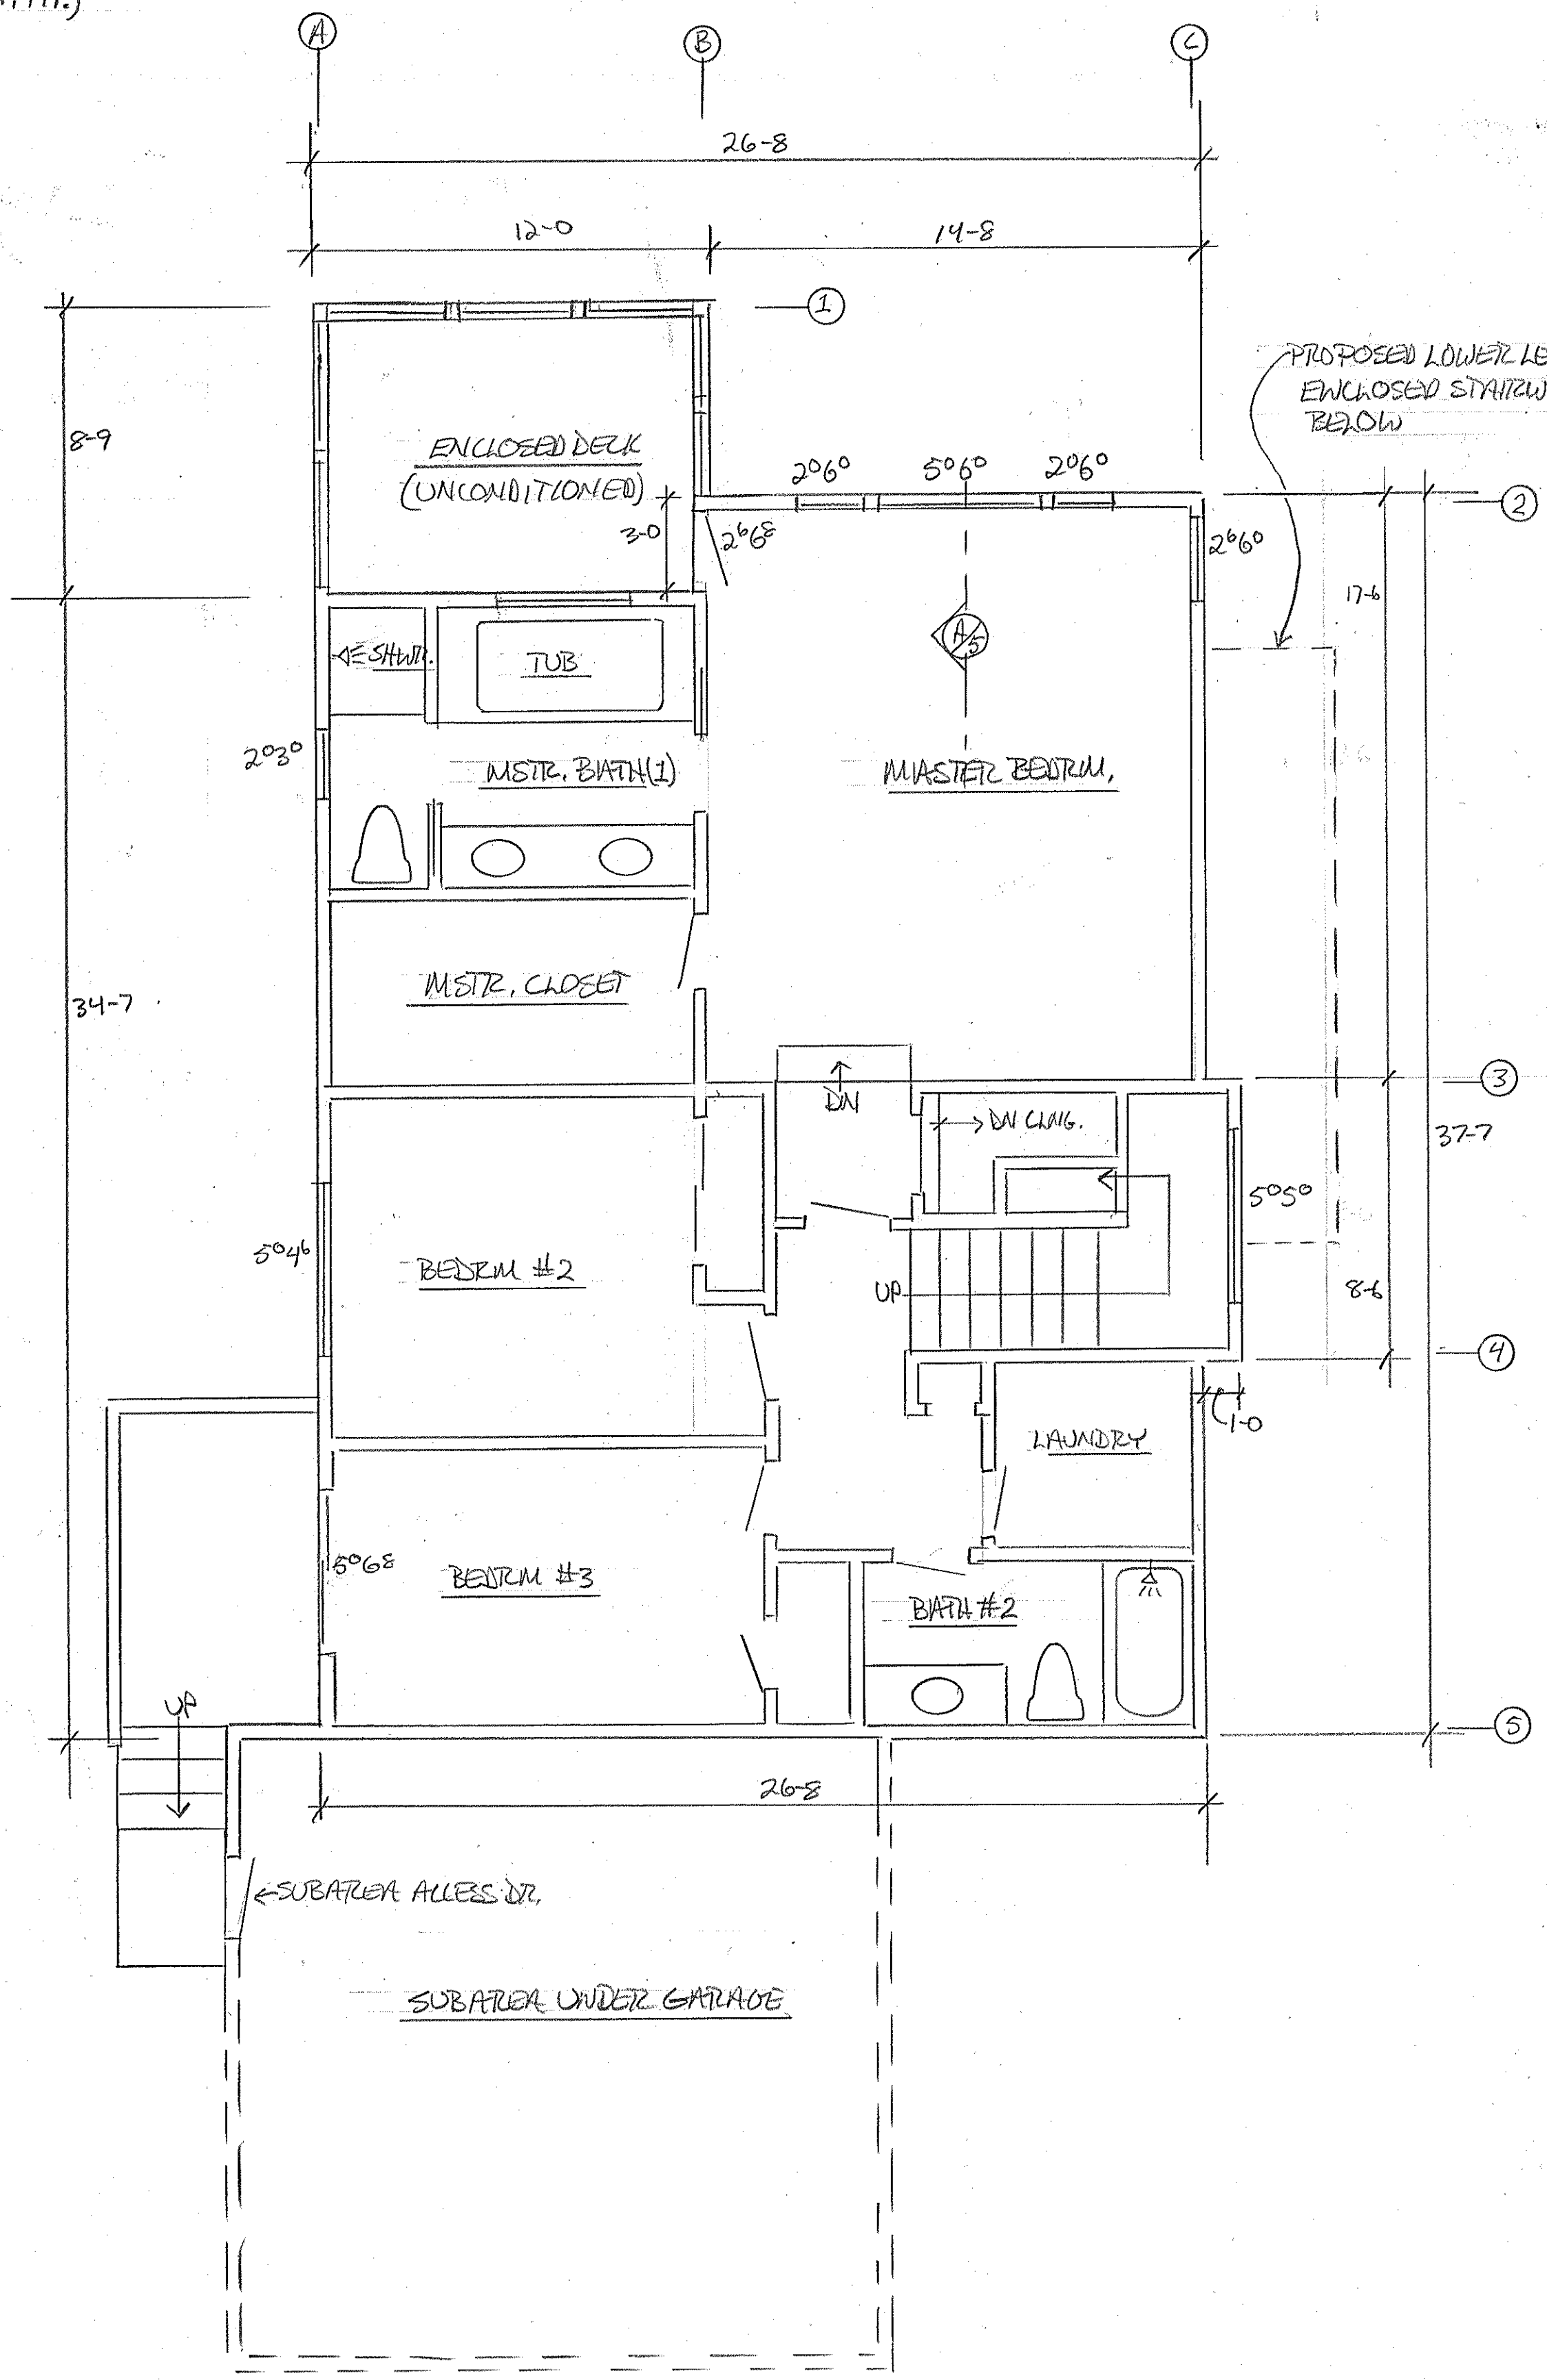 A
B
C
26-8
12-0
14-8
1
PROPOSED LOWER LE
ENCLOSED STAIRW
BELOW
8-9
ENCLOSED DECK
(UNCONDITIONED)
2060
5060
2060
2
3-0
2668
2660
17-6
SHWR.
TUB
A/5
2030
MSTR. BATH(1)
MASTER BEDRM.
34-7
MSTR. CLOSET
DN
DN CLNG.
3
37-7
5050
5046
BEDRM #2
UP
8-6
4
1-0
LAUNDRY
5068
BEDRM #3
BATH #2
UP
5
26-8
SUBAREA ACCESS DR.
SUBAREA UNDER GARAGE